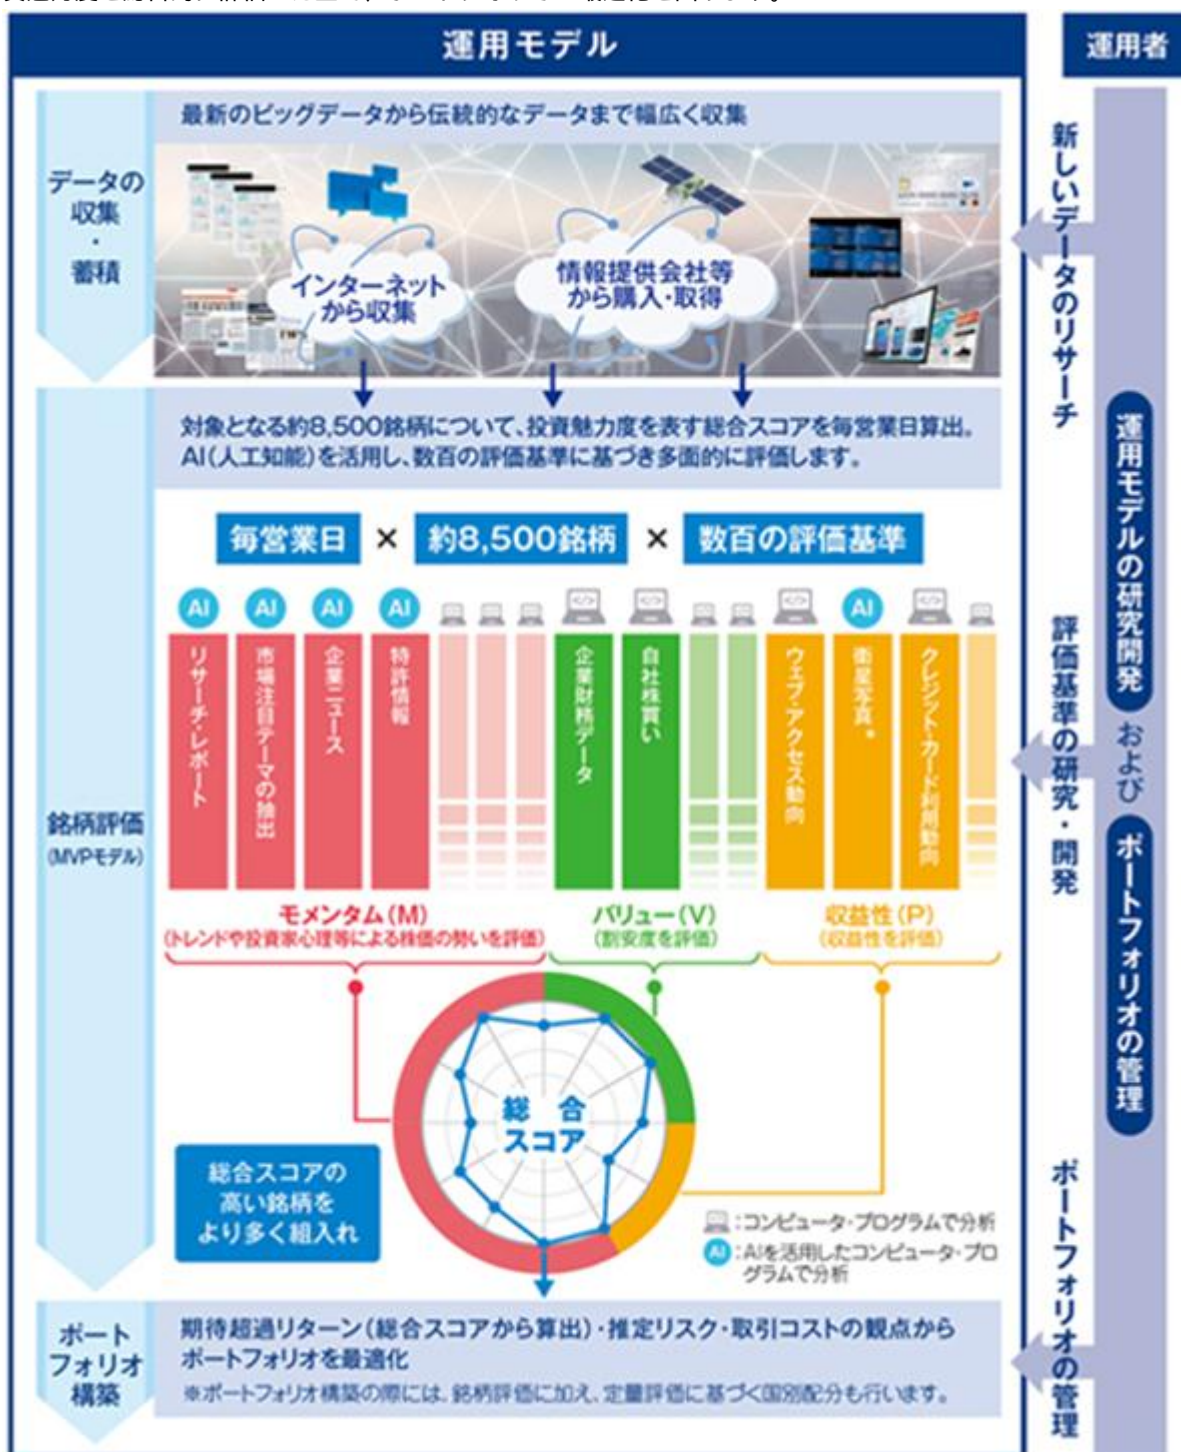 運用モデル
運用者
データの
収集
・
蓄積
最新のビッグデータから伝統的なデータまで幅広く収集
インターネット
から収集
情報提供会社等
から購入・取得
新しいデータのリサーチ
対象となる約8,500銘柄について、投資魅力度を表す総合スコアを毎営業日算出。
AI(人工知能)を活用し、数百の評価基準に基づき多面的に評価します。
毎営業日 × 約8,500銘柄 × 数百の評価基準
AI
AI
AI
AI
AI
リサーチ・レポート
市場注目テーマの抽出
企業ニュース
特許情報
企業財務データ
自社株買い
ウェブ・アクセス動向
衛星写真*
クレジット・カード利用動向
銘柄評価
(MVPモデル)
モメンタム(M)
(トレンドや投資家心理等による株価の勢いを評価)
バリュー(V)
(割安度を評価)
収益性(P)
(収益性を評価)
総合
スコア
総合スコアの
高い銘柄を
より多く組入れ
:コンピュータ・プログラムで分析
AI:AIを活用したコンピュータ・プロ
グラムで分析
評価基準の研究・開発
運用モデルの研究開発
および
ポートフォリオの管理
ポート
フォリオ
構築
期待超過リターン(総合スコアから算出)・推定リスク・取引コストの観点から
ポートフォリオを最適化
※ポートフォリオ構築の際には、銘柄評価に加え、定量評価に基づく国別配分も行います。
ポートフォリオの管理